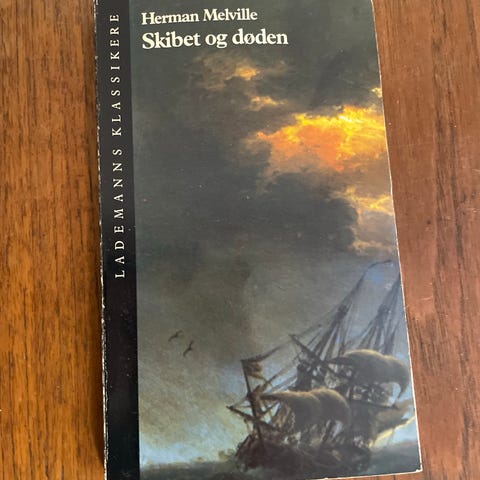 Herman Melville
Skibet og døden
LADEMANNS KLASSIKERE